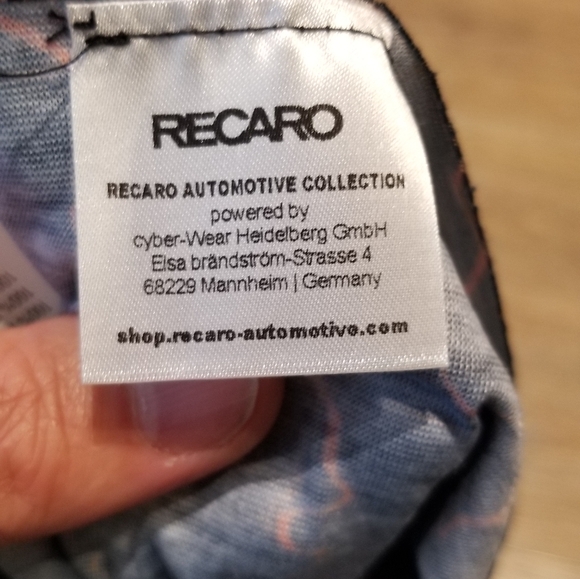 RECARO
RECARO AUTOMOTIVE COLLECTION
powered by
cyber-Wear Heidelberg GmbH
Elsa brändström-Strasse 4
68229 Mannheim | Germany
shop.recaro-automotive.com